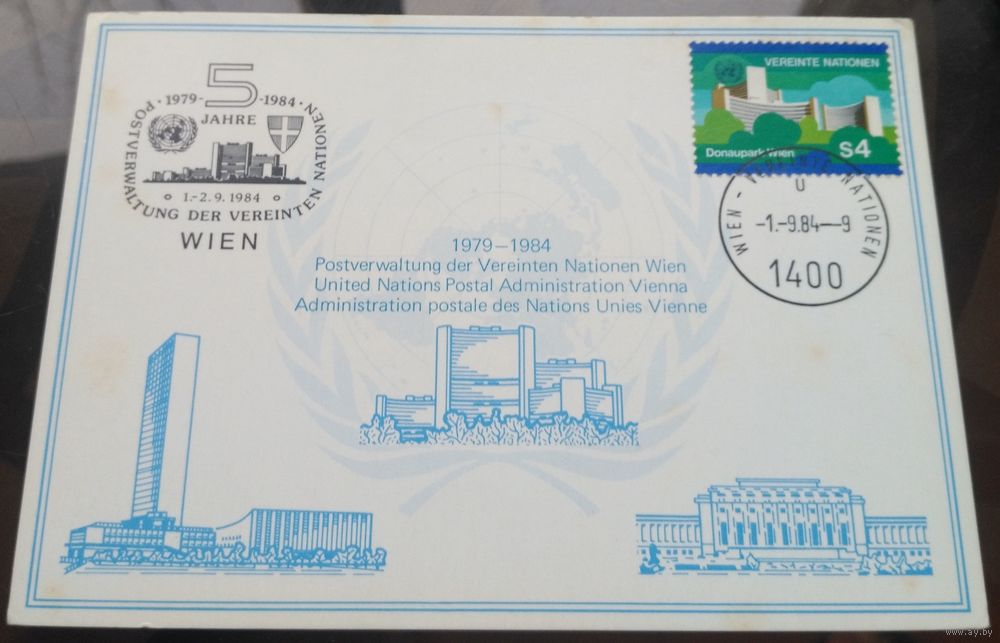 ·1979-5-1984·
JAHRE
POSTVERWALTUNG DER VEREINTEN NATIONEN
1.-2.9.1984
WIEN
VEREINTE NATIONEN
Donaupark Wien
S4
WIEN - VEREINTE NATIONEN
U
-1.-9.84--9
1400
1979–1984
Postverwaltung der Vereinten Nationen Wien
United Nations Postal Administration Vienna
Administration postale des Nations Unies Vienne
www.ay.by